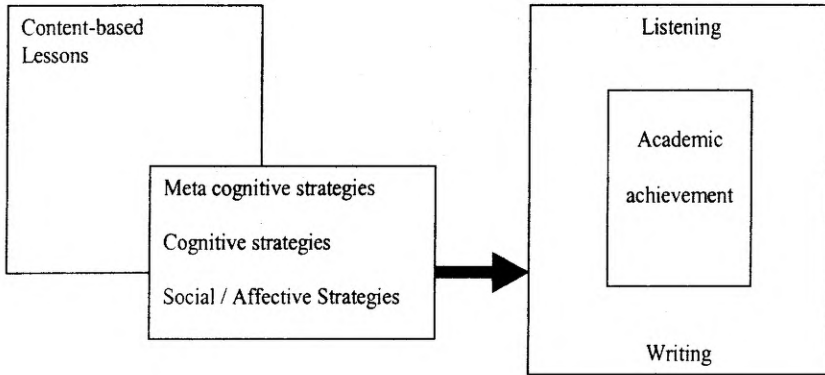 Content-based
Lessons
Meta cognitive strategies
Cognitive strategies
Social / Affective Strategies
Listening
Academic
achievement
Writing